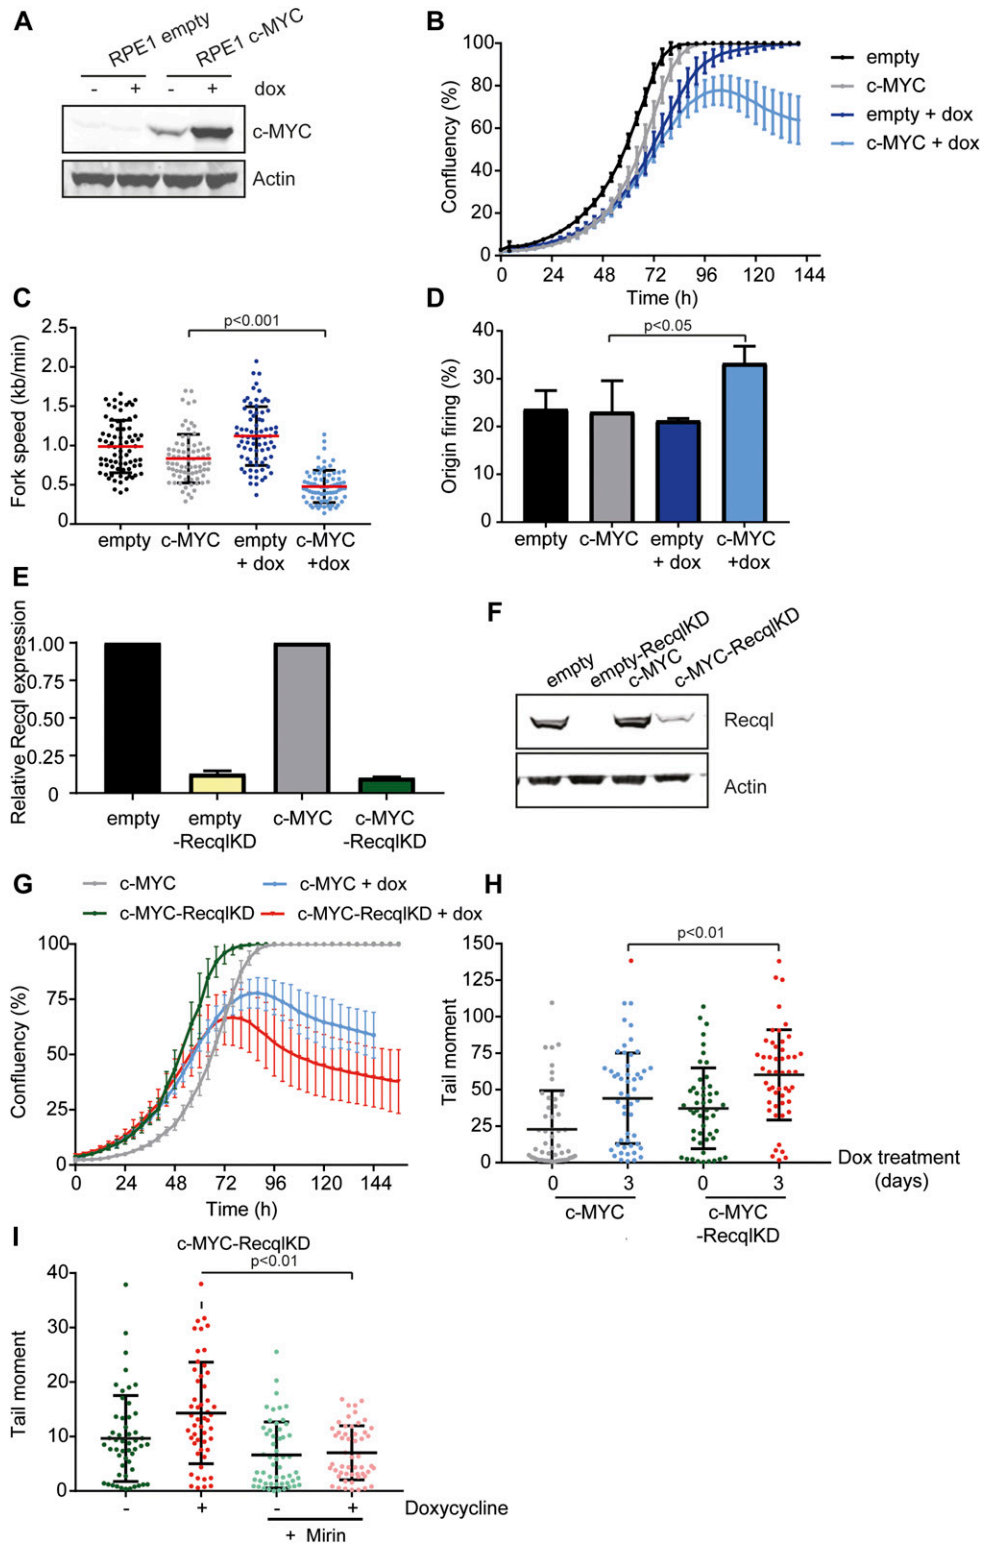 A
RPE1 empty
RPE1 c-MYC
- + - + dox
c-MYC
Actin
B
Confluency (%)
100
80
60
40
20
0
0 24 48 72 96 120 144
Time (h)
empty
c-MYC
empty + dox
c-MYC + dox
C
Fork speed (kb/min)
p<0.001
2.5
2.0
1.5
1.0
0.5
0
empty c-MYC empty + dox c-MYC +dox
D
Origin firing (%)
p<0.05
40
30
20
10
0
empty c-MYC empty + dox c-MYC +dox
E
Relative Recql expression
1.00
0.75
0.50
0.25
0
empty empty -RecqlKD c-MYC c-MYC -RecqlKD
F
empty
empty-RecqlKD
c-MYC
c-MYC-RecqlKD
Recql
Actin
G
c-MYC
c-MYC + dox
c-MYC-RecqlKD
c-MYC-RecqlKD + dox
Confluency (%)
100
75
50
25
0
0 24 48 72 96 120 144
Time (h)
H
Tail moment
p<0.01
150
125
100
75
50
25
0
0 3 0 3
Dox treatment
(days)
c-MYC
c-MYC
-RecqlKD
I
c-MYC-RecqlKD
p<0.01
Tail moment
40
30
20
10
0
- + - + Doxycycline
+ Mirin